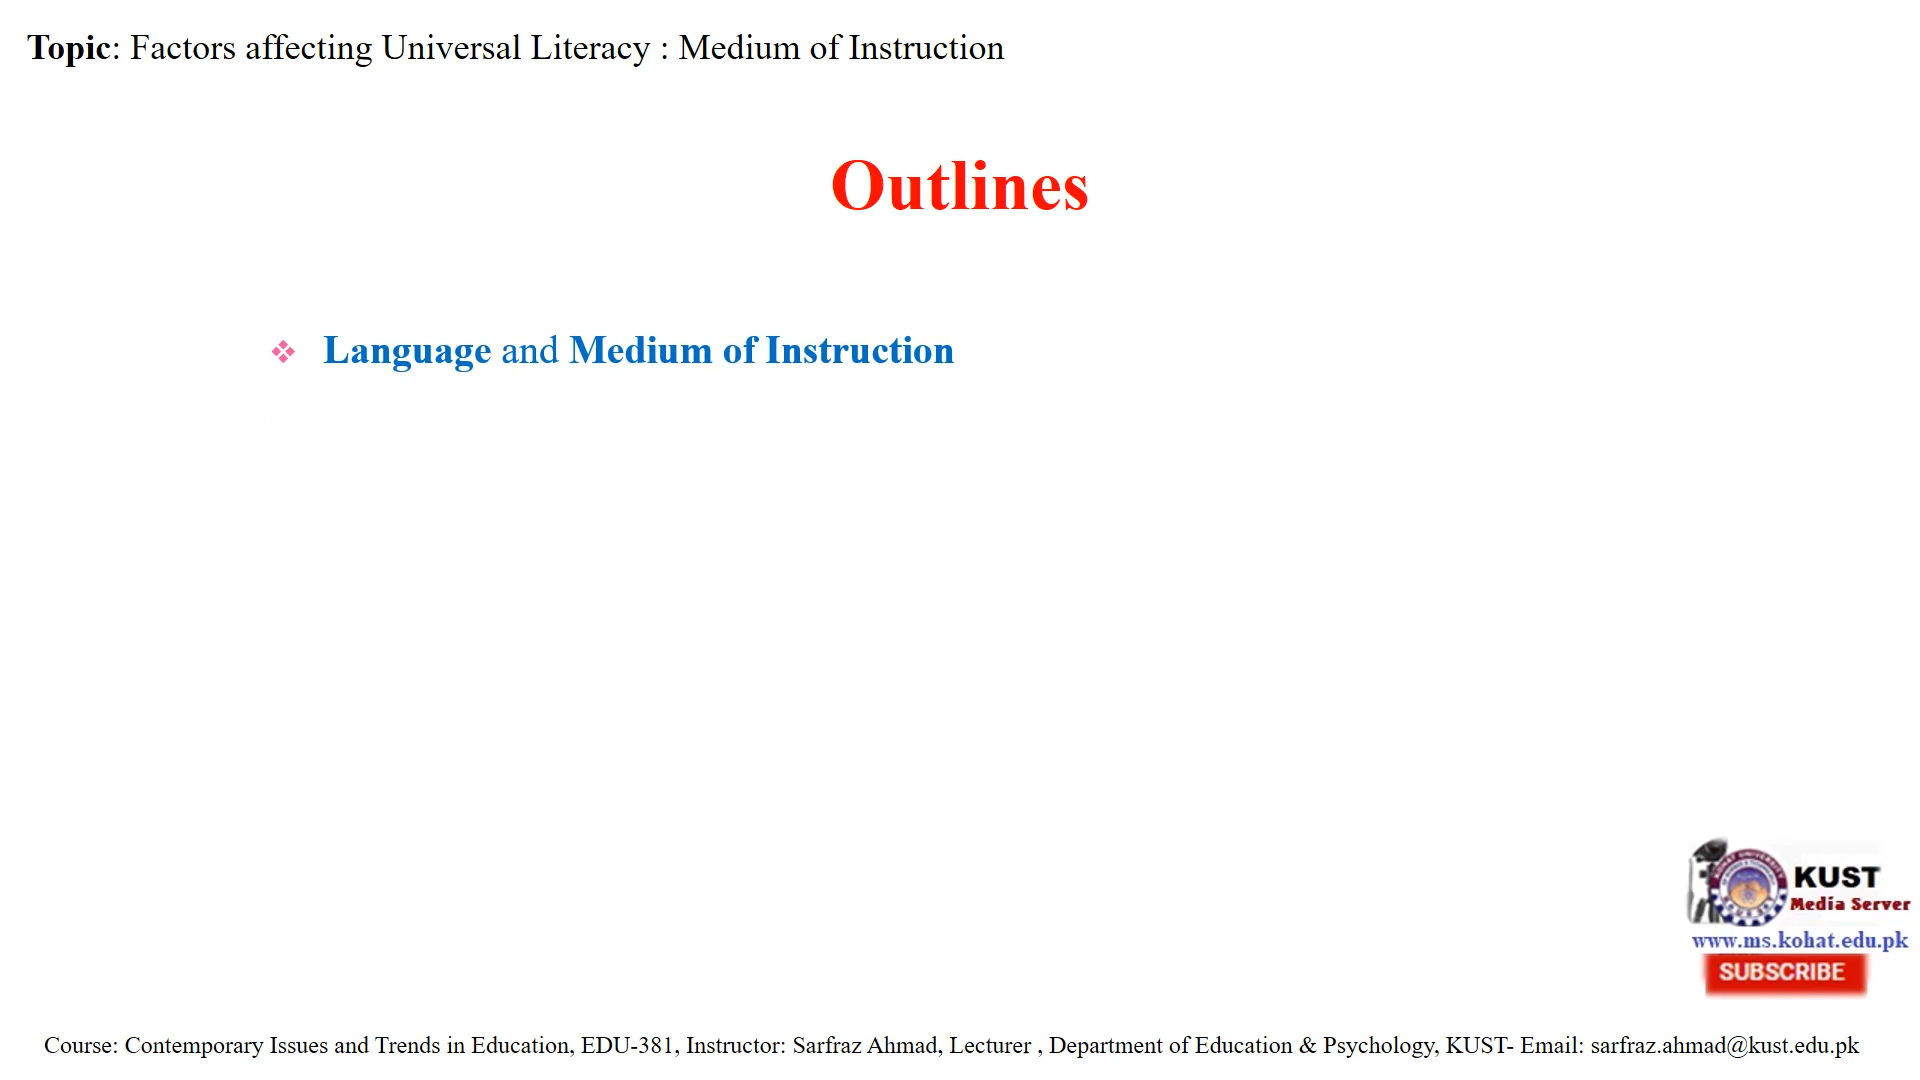 Topic: Factors affecting Universal Literacy : Medium of Instruction
Outlines
❖ Language and Medium of Instruction
KUST
Media Server
www.ms.kohat.edu.pk
SUBSCRIBE
Course: Contemporary Issues and Trends in Education, EDU-381, Instructor: Sarfraz Ahmad, Lecturer , Department of Education & Psychology, KUST- Email: sarfraz.ahmad@kust.edu.pk